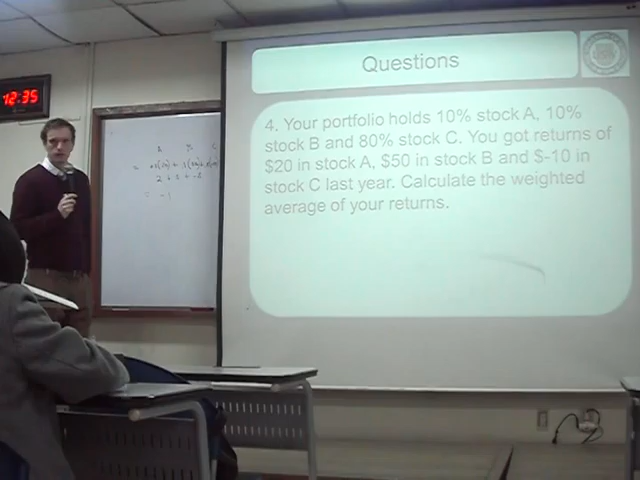 Questions
12:35
4. Your portfolio holds 10% stock A, 10%
stock B and 80% stock C. You got returns of
$20 in stock A, $50 in stock B and $-10 in
stock C last year. Calculate the weighted
average of your returns.
A
= -1